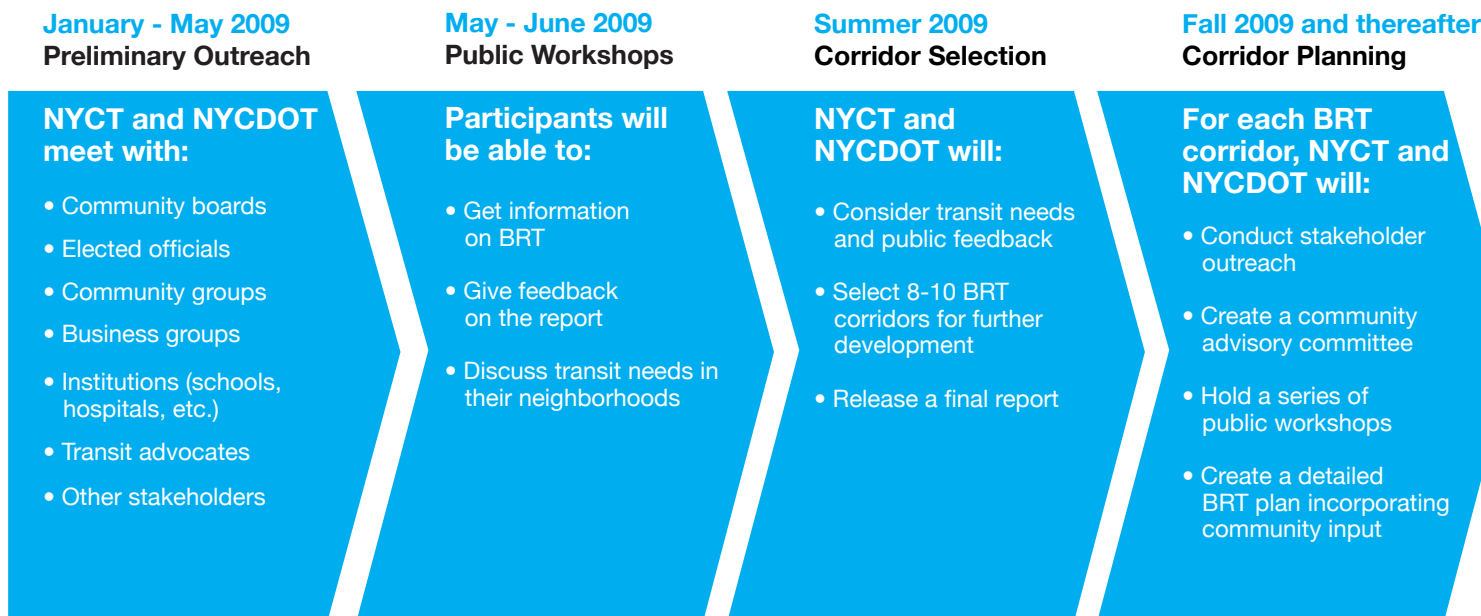 January - May 2009
Preliminary Outreach
NYCT and NYCDOT
meet with:
• Community boards
• Elected officials
• Community groups
• Business groups
• Institutions (schools,
hospitals, etc.)
• Transit advocates
• Other stakeholders
May - June 2009
Public Workshops
Participants will
be able to:
• Get information
on BRT
• Give feedback
on the report
• Discuss transit needs in
their neighborhoods
Summer 2009
Corridor Selection
NYCT and
NYCDOT will:
• Consider transit needs
and public feedback
• Select 8-10 BRT
corridors for further
development
• Release a final report
Fall 2009 and thereafter
Corridor Planning
For each BRT
corridor, NYCT and
NYCDOT will:
• Conduct stakeholder
outreach
• Create a community
advisory committee
• Hold a series of
public workshops
• Create a detailed
BRT plan incorporating
community input